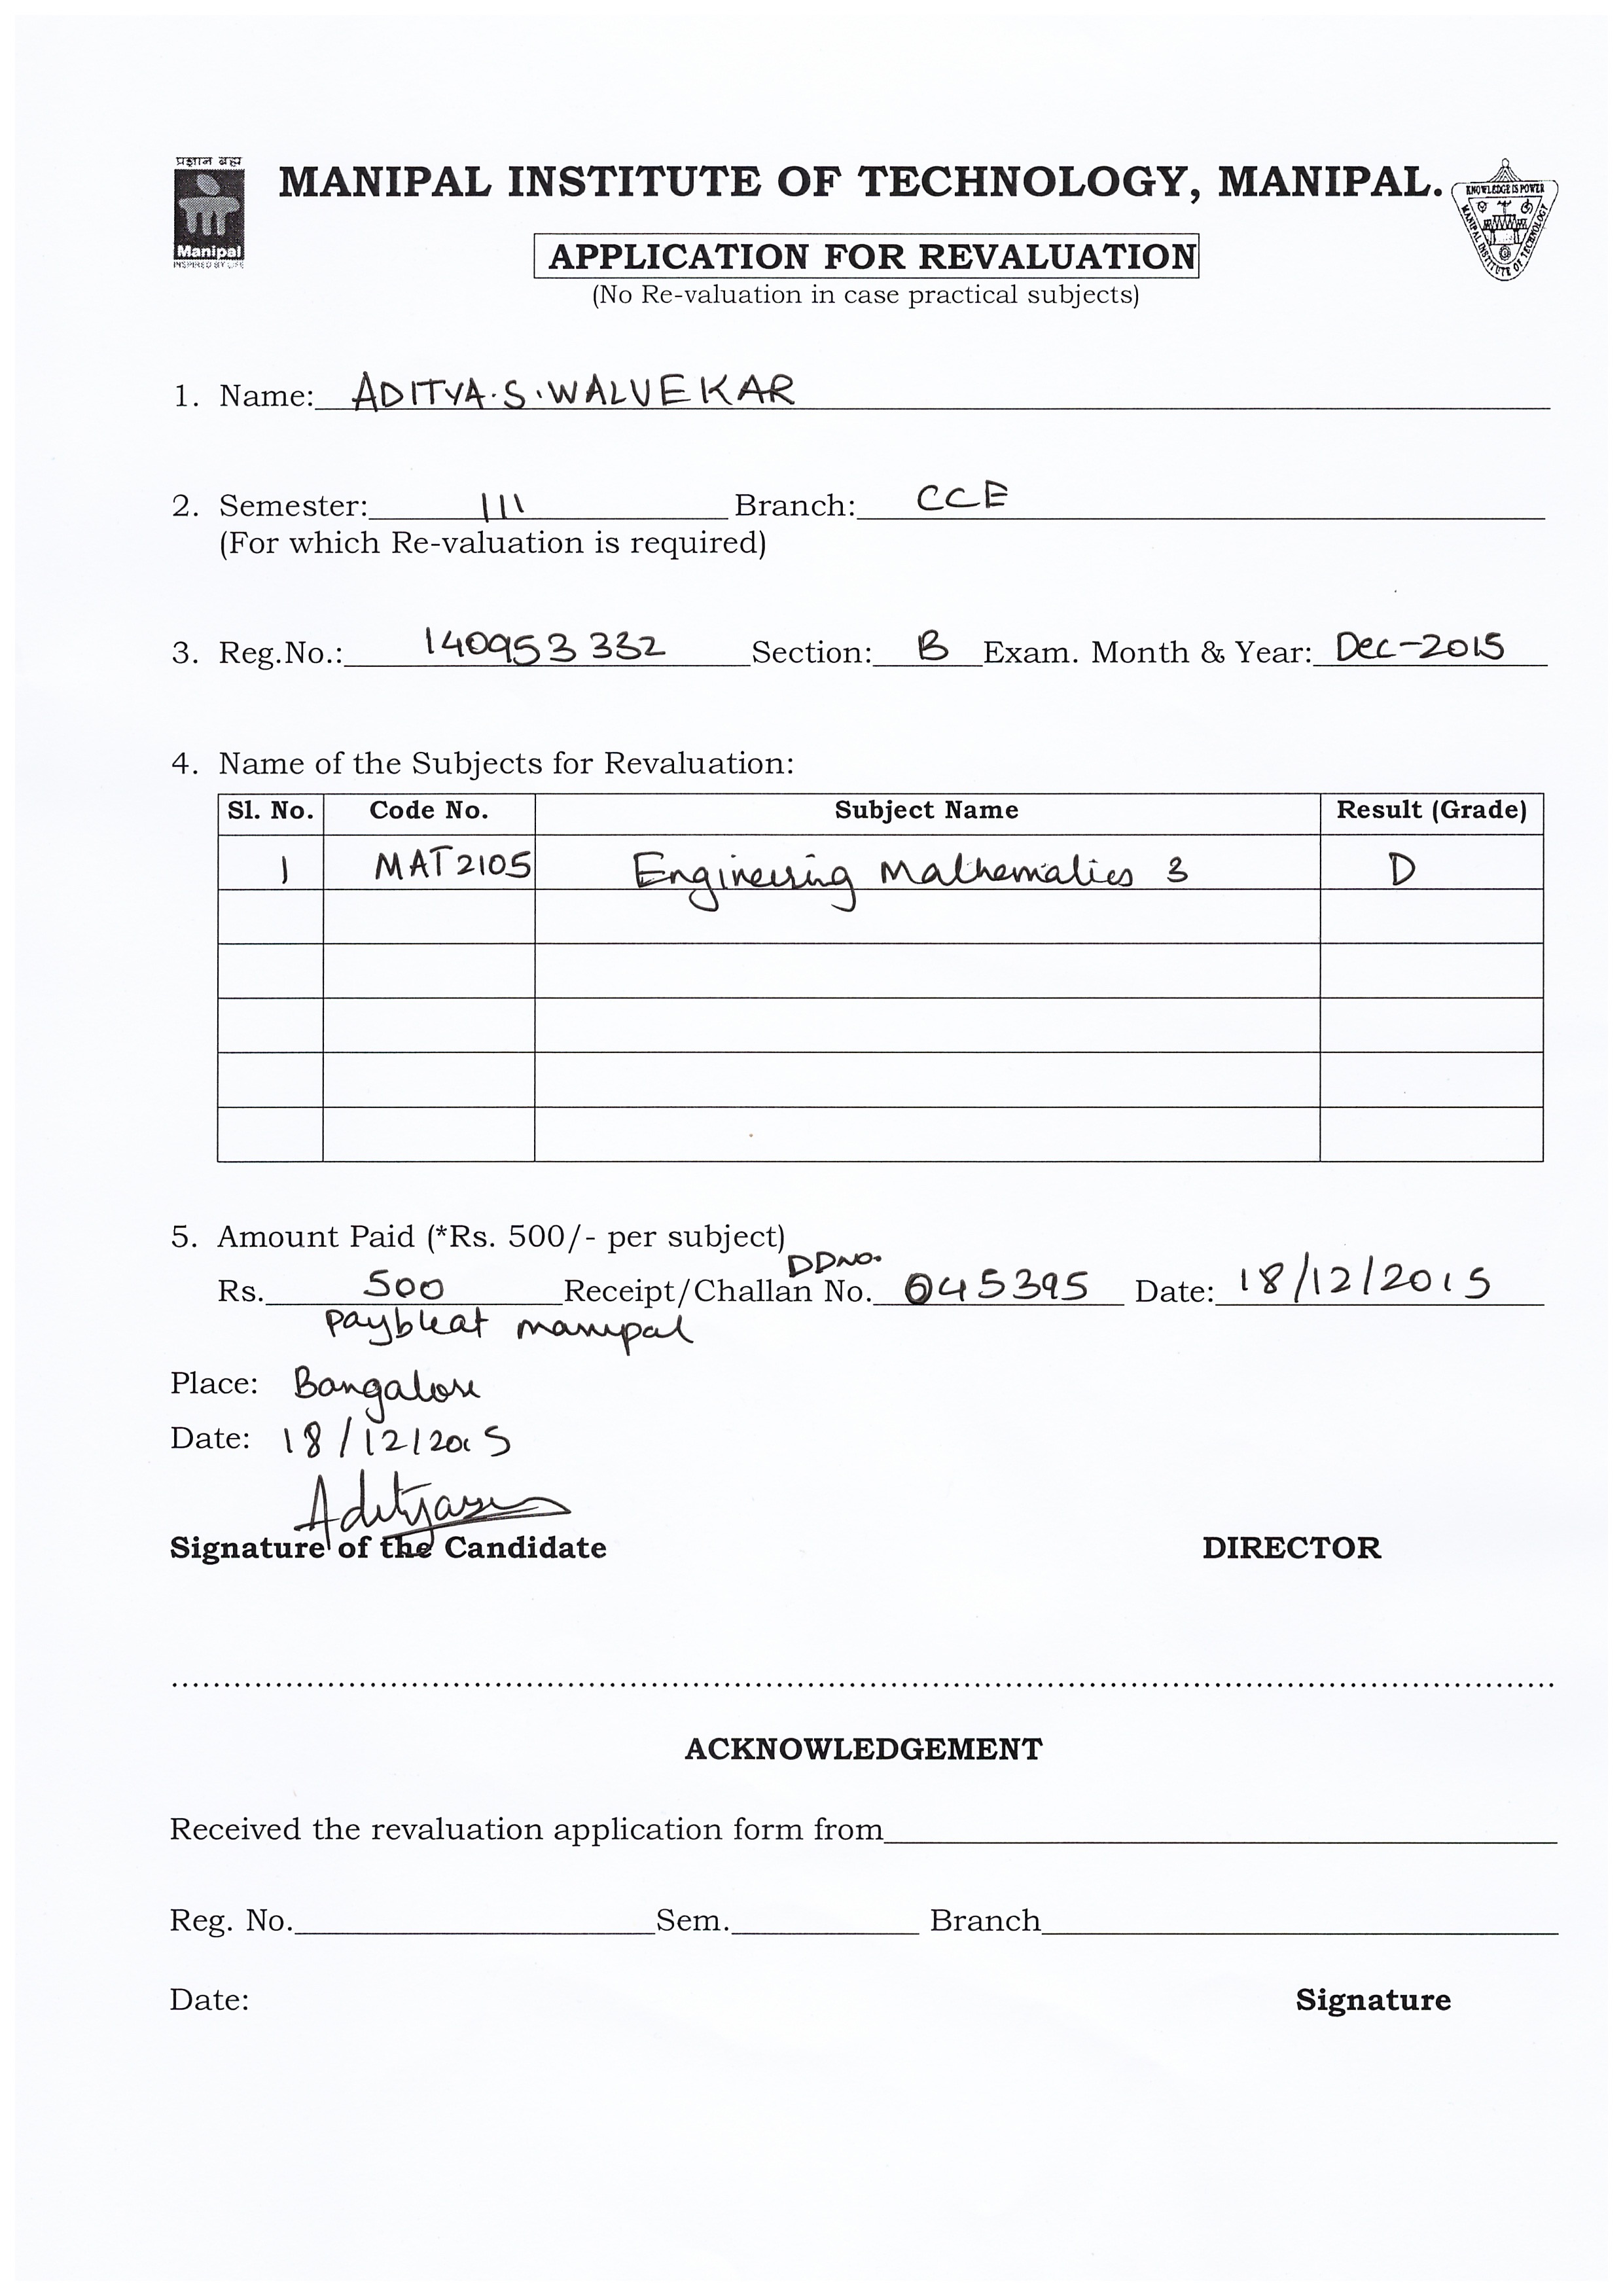 प्रज्ञान ब्रह्म
Manipal
INSPIRED BY LIFE
MANIPAL INSTITUTE OF TECHNOLOGY, MANIPAL.
KNOWLEDGE IS POWER
MANIPAL INSTITUTE OF TECHNOLOGY
APPLICATION FOR REVALUATION
(No Re-valuation in case practical subjects)
1. Name: ADITYA.S.WALVEKAR
2. Semester: III Branch: CCE
(For which Re-valuation is required)
3. Reg.No.: 140953332 Section: B Exam. Month & Year: Dec-2015
4. Name of the Subjects for Revaluation:
Sl. No. Code No. Subject Name Result (Grade)
1 MAT2105 Engineering Mathematics 3 D
5. Amount Paid (*Rs. 500/- per subject)
DDNo.
Rs. 500 Receipt/Challan No. 045395 Date: 18/12/2015
Paybleat manipal
Place: Bangalore
Date: 18/12/2015
Signature of the Candidate DIRECTOR
ACKNOWLEDGEMENT
Received the revaluation application form from
Reg. No. Sem. Branch
Date: Signature